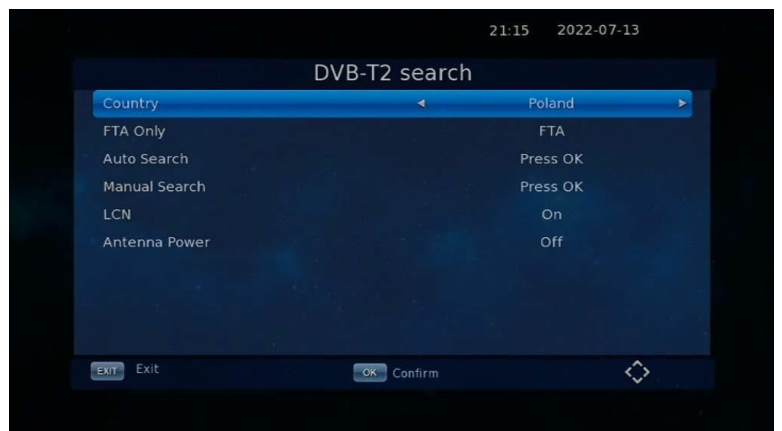 21:15 2022-07-13
DVB-T2 search
Country Poland
FTA Only FTA
Auto Search Press OK
Manual Search Press OK
LCN On
Antenna Power Off
EXIT Exit OK Confirm